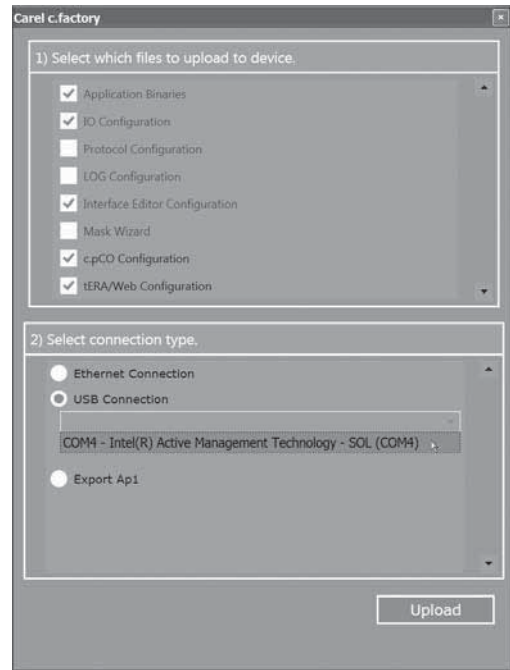 Carel c.factory
1) Select which files to upload to device.
Application Binaries
IO Configuration
Protocol Configuration
LOG Configuration
Interface Editor Configuration
Mask Wizard
c.pCO Configuration
tERA/Web Configuration
2) Select connection type.
Ethernet Connection
USB Connection
COM4 - Intel(R) Active Management Technology - SOL (COM4)
Export Ap1
Upload